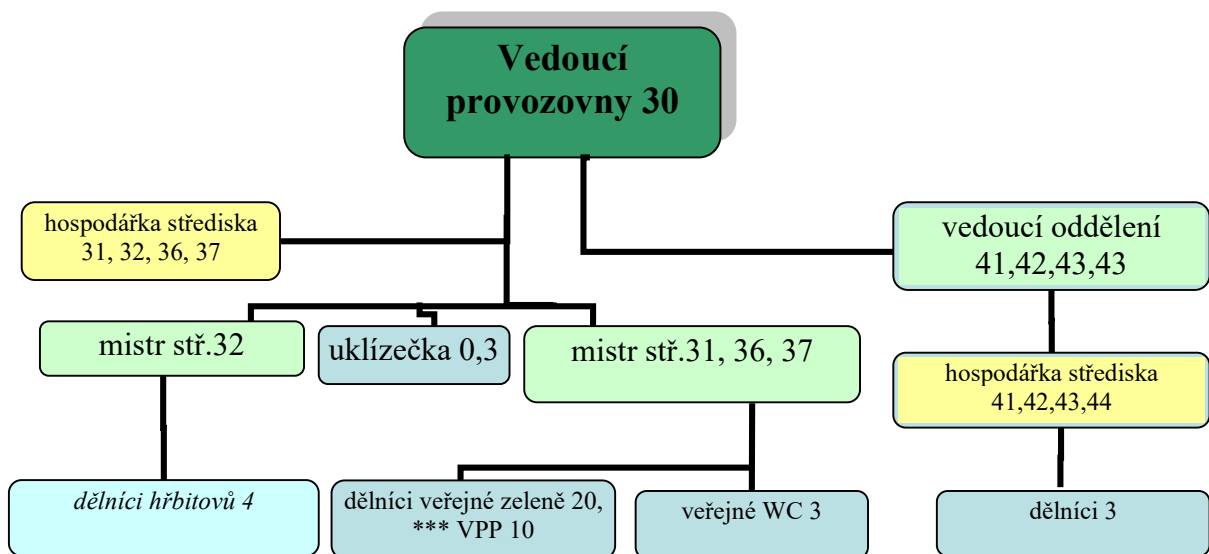 Vedoucí
provozovny 30
hospodářka střediska
31, 32, 36, 37
vedoucí oddělení
41,42,43,43
mistr stř.32
uklízečka 0,3
mistr stř.31, 36, 37
hospodářka střediska
41,42,43,44
dělníci hřbitovů 4
dělníci veřejné zeleně 20,
*** VPP 10
veřejné WC 3
dělníci 3